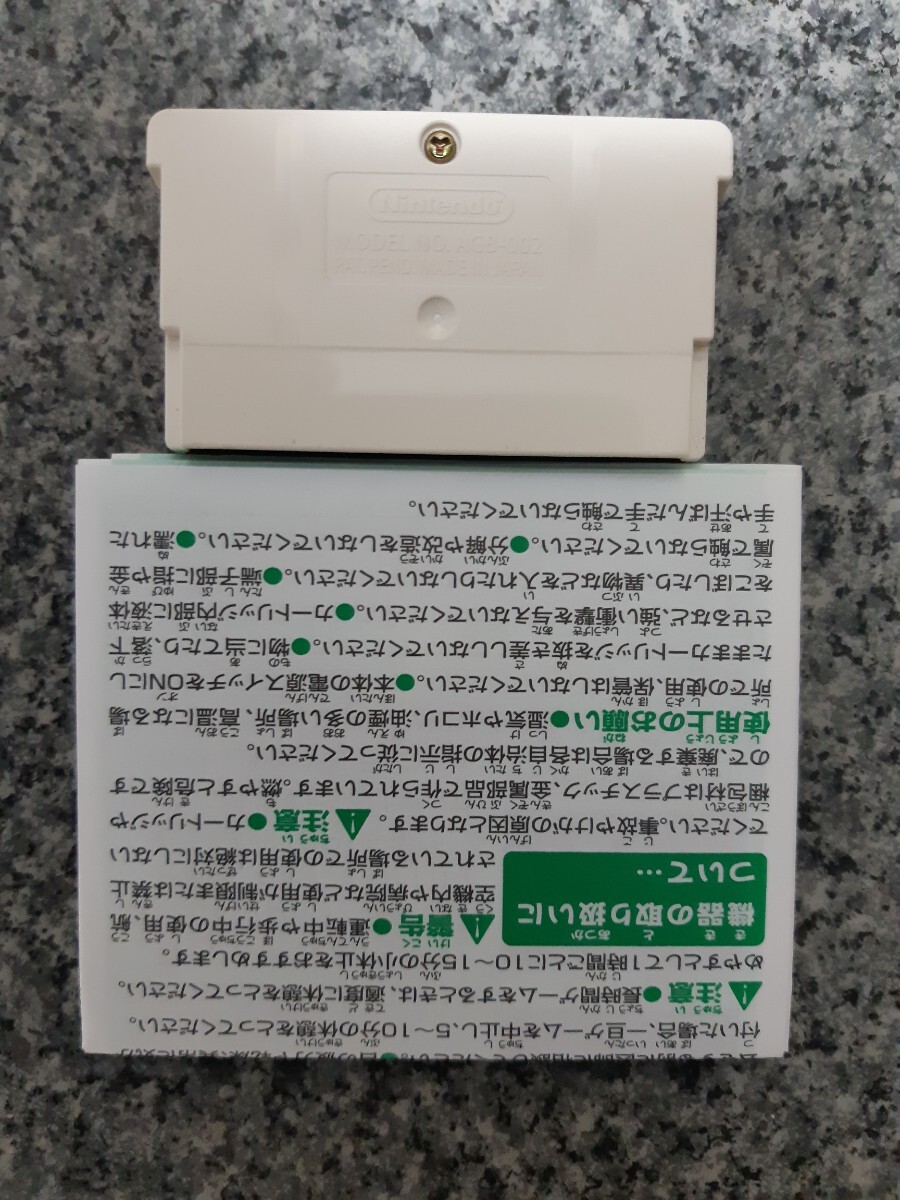 Nintendo
MODEL NO. AGB-002
PAT. PEND MADE IN JAPAN
付いた場合、一旦ゲームを中止し、5～10分の休憩をとってください。
注意 ●長時間ゲームをするときは、適度に休憩をとってください。
めやすとして1時間ごとに10～15分の小休止をおすすめします。
機器の取り扱いに
ついて…
警告 ●運転中や歩行中の使用、航
空機内や病院など使用が制限または禁止
されている場所での使用は絶対にしない
でください。事故やけがの原因となります。 注意 ●カートリッジや
梱包材はプラスチック、金属部品で作られています。燃やすと危険です
ので、廃棄する場合は各自治体の指示に従ってください。
使用上のお願い ●湿気やホコリ、油煙の多い場所、高温になる場
所での使用、保管はしないでください。●本体の電源スイッチをONにし
たままカートリッジを抜き差ししないでください。●物に当てたり、落下
させるなど、強い衝撃を与えないでください。●カートリッジ内部に液体
をこぼしたり、異物などを入れたりしないでください。●端子部に指や金
属で触らないでください。●分解や改造をしないでください。●濡れた
手や汗ばんだ手で触らないでください。